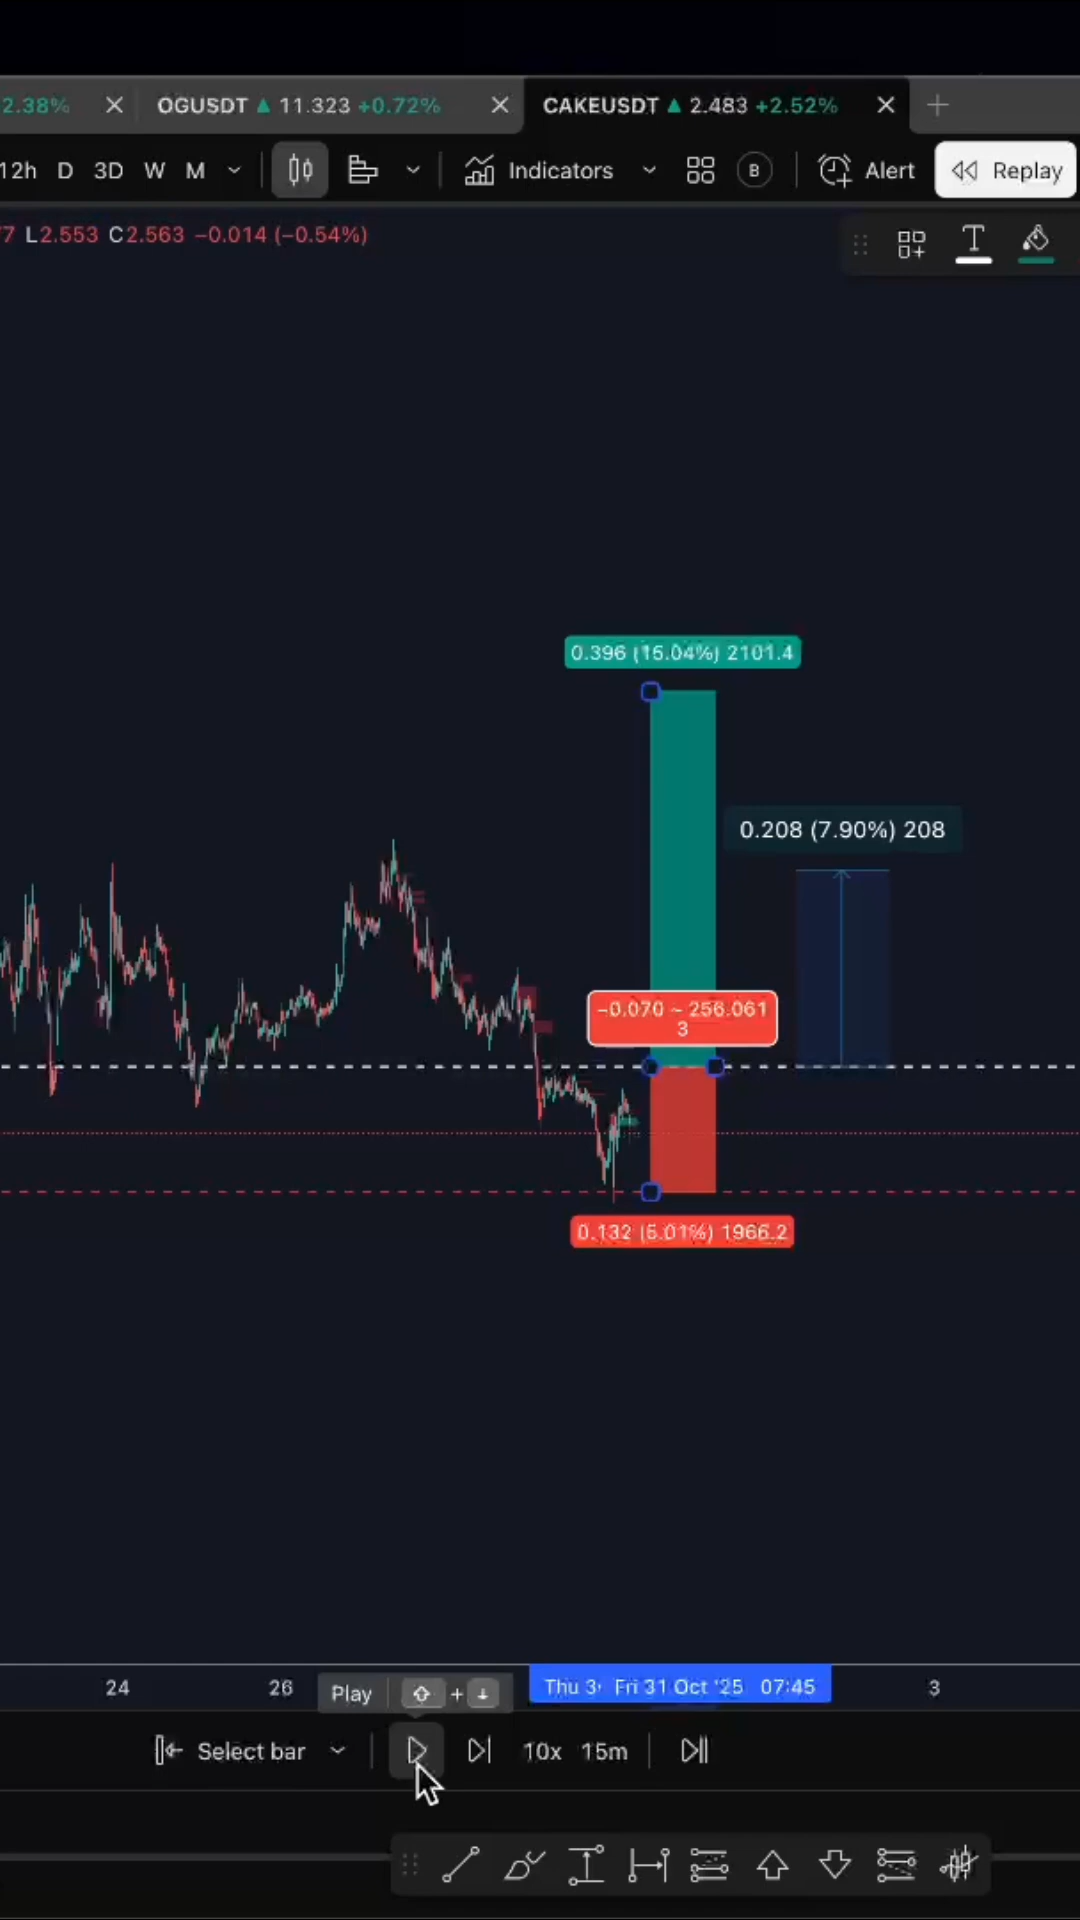 2.38% OGUSDT ▲ 11.323 +0.72% CAKEUSDT ▲ 2.483 +2.52%
12h D 3D W M Indicators B Alert Replay
7 L2.553 C2.563 −0.014 (−0.54%)
0.396 (15.04%) 2101.4
0.208 (7.90%) 208
−0.070 ~ 256.061
3
0.132 (5.01%) 1966.2
24 26 Play + Thu 3 Fri 31 Oct '25 07:45 3
Select bar 10x 15m